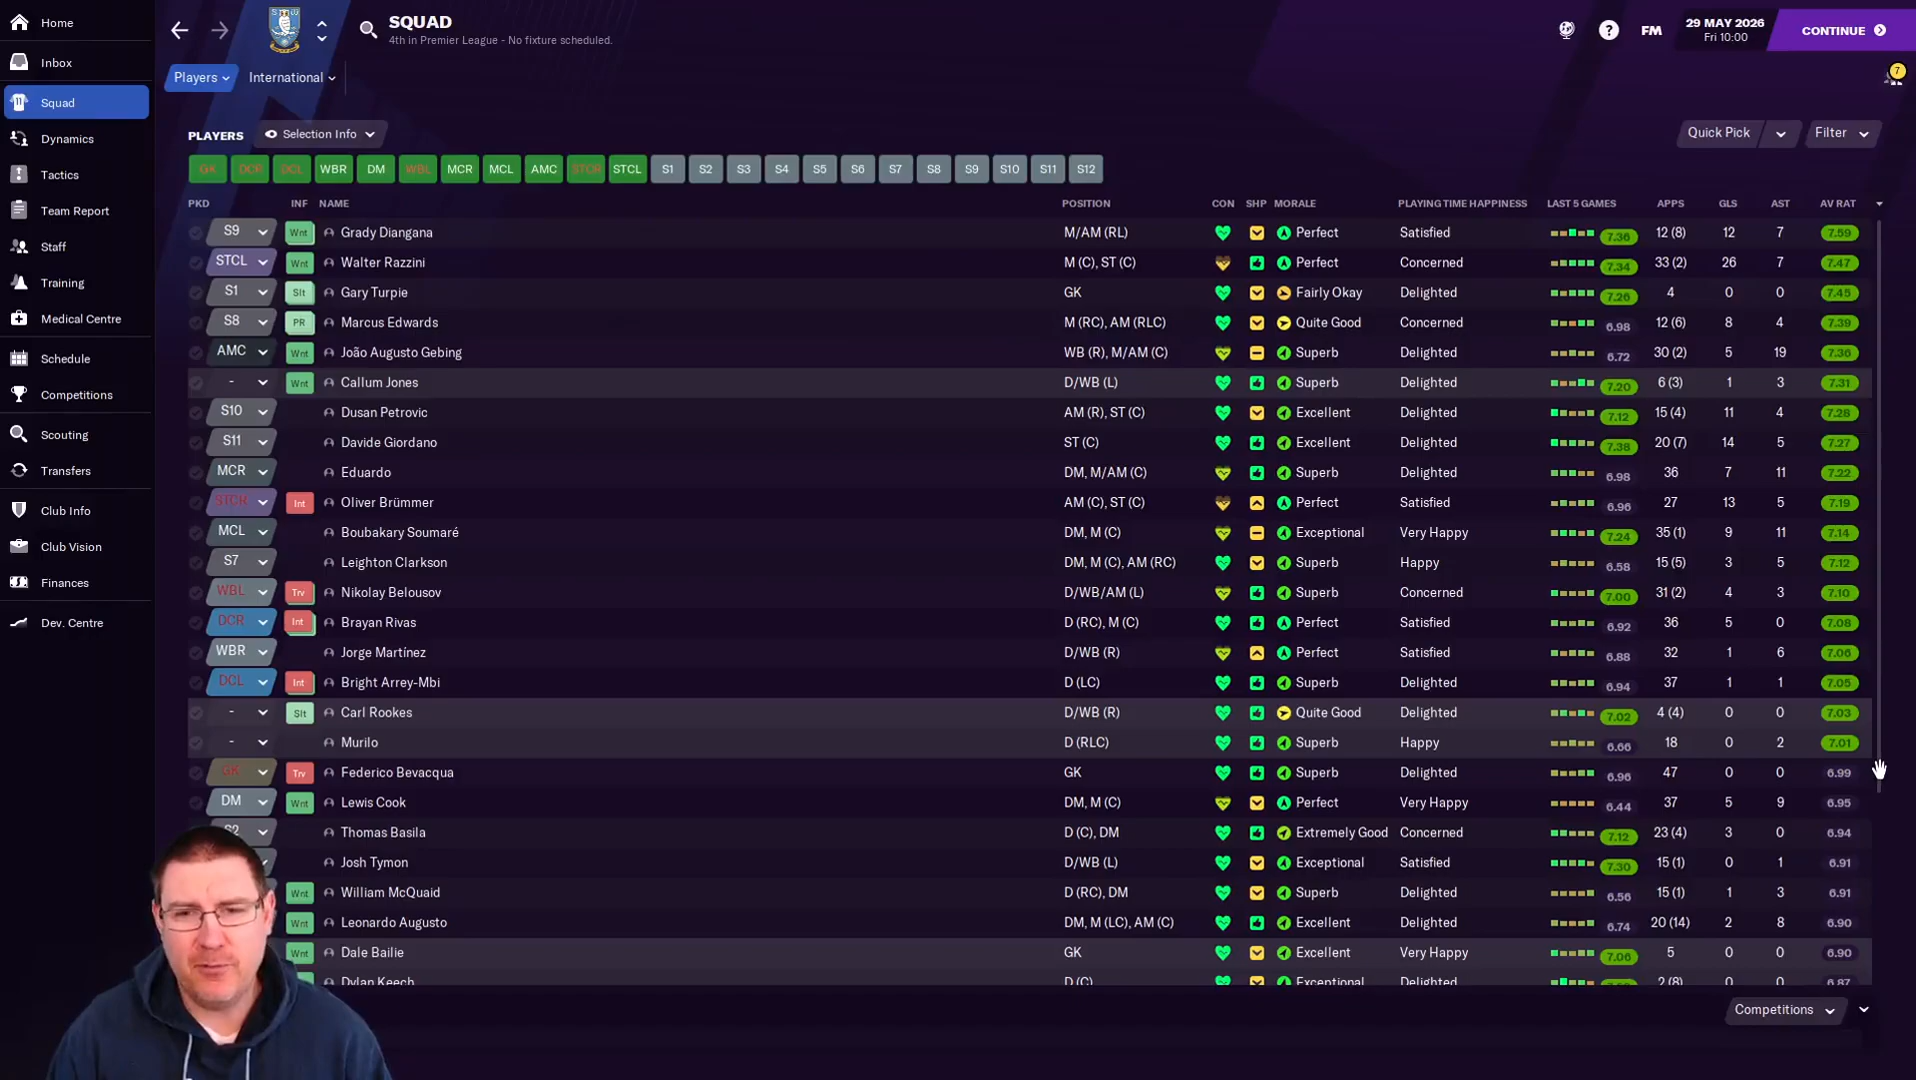 Home
Inbox
Squad
Dynamics
Tactics
Team Report
Staff
Training
Medical Centre
Schedule
Competitions
Scouting
Transfers
Club Info
Club Vision
Finances
Dev. Centre
SQUAD
4th in Premier League - No fixture scheduled.
FM
29 MAY 2026
Fri 10:00
CONTINUE
Players
International
7
PLAYERS Selection Info Quick Pick Filter
GK DCR DCL WBR DM WBL MCR MCL AMC STCR STCL S1 S2 S3 S4 S5 S6 S7 S8 S9 S10 S11 S12
PKD INF NAME POSITION CON SHP MORALE PLAYING TIME HAPPINESS LAST 5 GAMES APPS GLS AST AV RAT
S9 Wnt Grady Diangana M/AM (RL) Perfect Satisfied 7.36 12 (8) 12 7 7.59
STCL Wnt Walter Razzini M (C), ST (C) Perfect Concerned 7.34 33 (2) 26 7 7.47
S1 Slt Gary Turpie GK Fairly Okay Delighted 7.26 4 0 0 7.45
S8 PR Marcus Edwards M (RC), AM (RLC) Quite Good Concerned 6.98 12 (6) 8 4 7.39
AMC Wnt João Augusto Gebing WB (R), M/AM (C) Superb Delighted 6.72 30 (2) 5 19 7.36
- Wnt Callum Jones D/WB (L) Superb Delighted 7.20 6 (3) 1 3 7.31
S10 Dusan Petrovic AM (R), ST (C) Excellent Delighted 7.12 15 (4) 11 4 7.28
S11 Davide Giordano ST (C) Excellent Delighted 7.38 20 (7) 14 5 7.27
MCR Eduardo DM, M/AM (C) Superb Delighted 6.98 36 7 11 7.22
STCR Int Oliver Brümmer AM (C), ST (C) Perfect Satisfied 6.96 27 13 5 7.19
MCL Boubakary Soumaré DM, M (C) Exceptional Very Happy 7.24 35 (1) 9 11 7.14
S7 Leighton Clarkson DM, M (C), AM (RC) Superb Happy 6.58 15 (5) 3 5 7.12
WBL Trv Nikolay Belousov D/WB/AM (L) Superb Concerned 7.00 31 (2) 4 3 7.10
DCR Int Brayan Rivas D (RC), M (C) Perfect Satisfied 6.92 36 5 0 7.08
WBR Jorge Martínez D/WB (R) Perfect Satisfied 6.88 32 1 6 7.06
DCL Int Bright Arrey-Mbi D (LC) Superb Delighted 6.94 37 1 1 7.05
- Slt Carl Rookes D/WB (R) Quite Good Delighted 7.02 4 (4) 0 0 7.03
- Murilo D (RLC) Superb Happy 6.66 18 0 2 7.01
GK Trv Federico Bevacqua GK Superb Delighted 6.96 47 0 0 6.99
DM Wnt Lewis Cook DM, M (C) Perfect Very Happy 6.44 37 5 9 6.95
S2 Thomas Basila D (C), DM Extremely Good Concerned 7.12 23 (4) 3 0 6.94
Josh Tymon D/WB (L) Exceptional Satisfied 7.30 15 (1) 0 1 6.91
Wnt William McQuaid D (RC), DM Superb Delighted 6.56 15 (1) 1 3 6.91
Wnt Leonardo Augusto DM, M (LC), AM (C) Excellent Delighted 6.74 20 (14) 2 8 6.90
Wnt Dale Bailie GK Excellent Very Happy 7.06 5 0 0 6.90
Dylan Keech D (C) Exceptional Delighted 2 (8) 0 0 6.87
Competitions